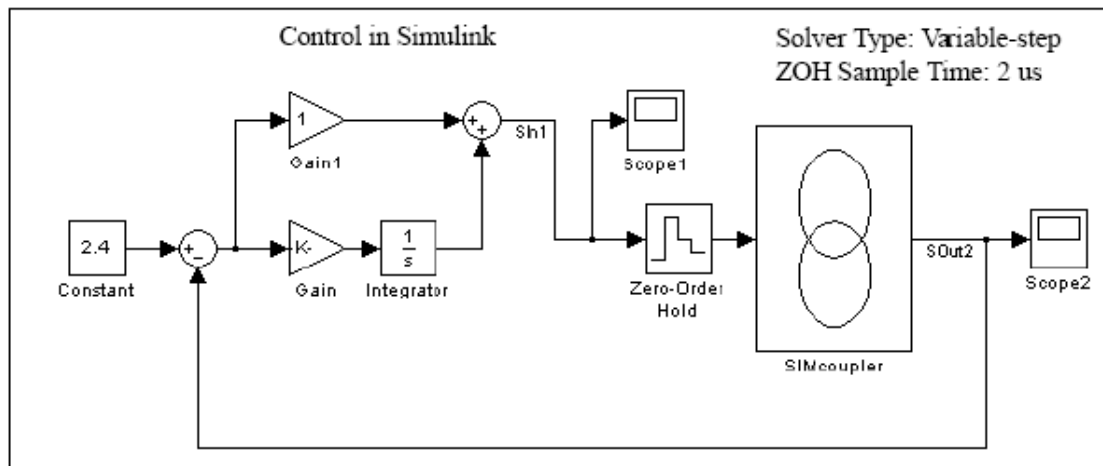 Control in Simulink
Solver Type: Variable-step
ZOH Sample Time: 2 us
1
Gain1
+
+
Sh1
Scope1
2.4
Constant
+
−
K-
Gain
1
s
Integrator
Zero-Order
Hold
SIMcoupler
SOut2
Scope2